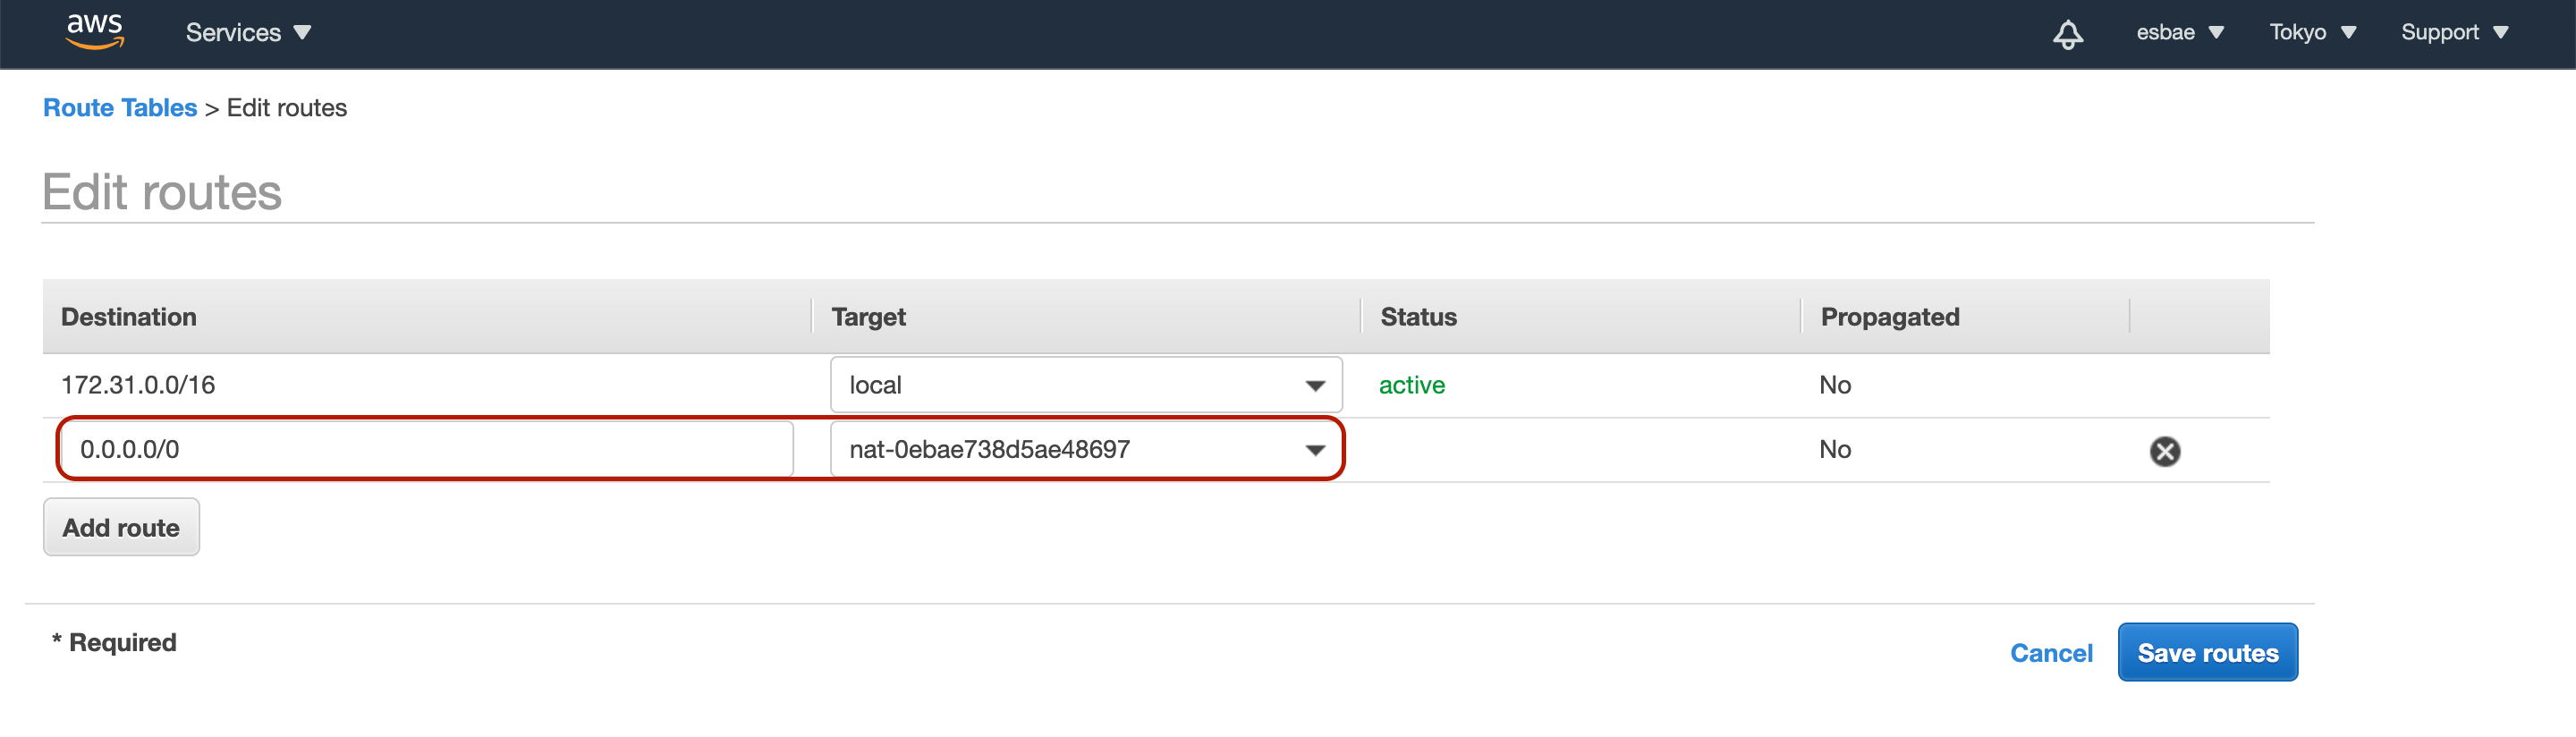 aws Services esbae Tokyo Support
Route Tables > Edit routes
Edit routes
Destination Target Status Propagated
172.31.0.0/16 local active No
0.0.0.0/0 nat-0ebae738d5ae48697 No
Add route
* Required
Cancel Save routes